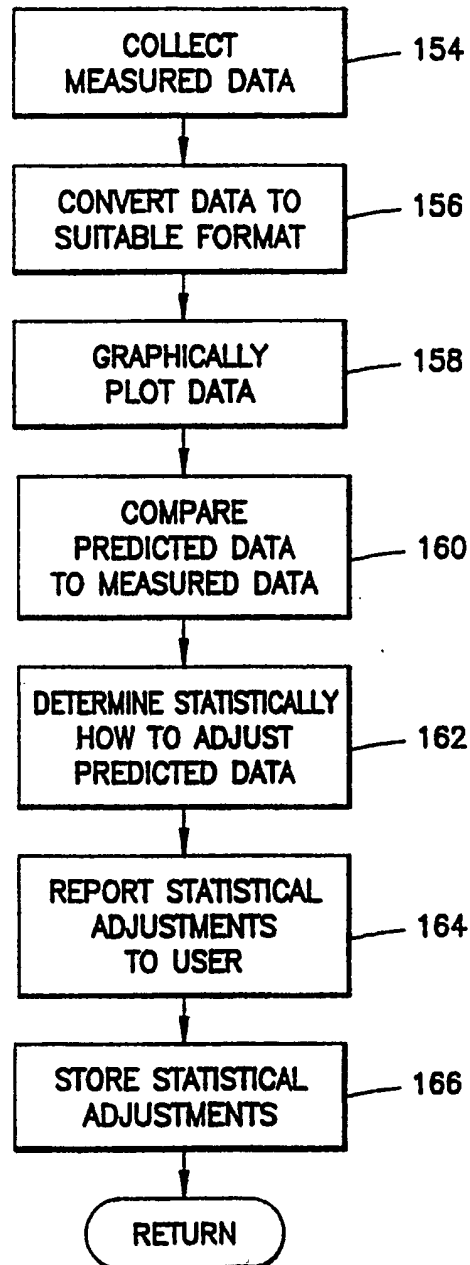 COLLECT
MEASURED DATA
154
CONVERT DATA TO
SUITABLE FORMAT
156
GRAPHICALLY
PLOT DATA
158
COMPARE
PREDICTED DATA
TO MEASURED DATA
160
DETERMINE STATISTICALLY
HOW TO ADJUST
PREDICTED DATA
162
REPORT STATISTICAL
ADJUSTMENTS
TO USER
164
STORE STATISTICAL
ADJUSTMENTS
166
RETURN